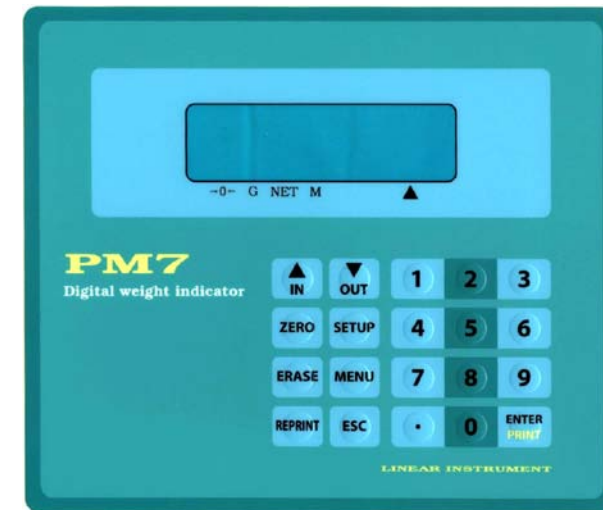 →0← G NET M ▲
PM7
Digital weight indicator
▲ ▼ 1 2 3
IN OUT
ZERO SETUP 4 5 6
ERASE MENU 7 8 9
REPRINT ESC . 0 ENTER
PRINT
LINEAR INSTRUMENT